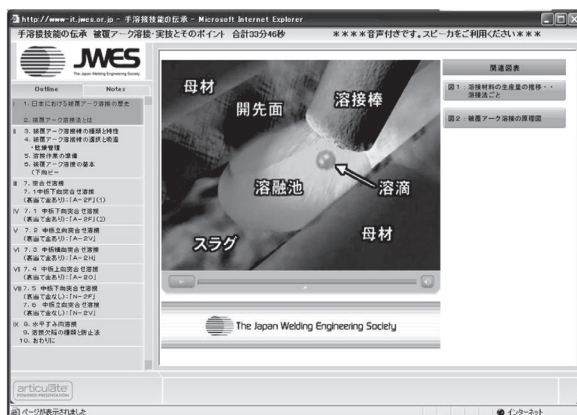 http://www-it.jwes.or.jp - 手溶接技能の伝承 - Microsoft Internet Explorer
手溶接技能の伝承 被覆アーク溶接・実技とそのポイント 合計33分46秒
＊＊＊＊音声付きです。スピーカをご利用ください＊＊＊
JWES
The Japan Welding Engineering Society
Outline
Notes
I 1. 日本における被覆アーク溶接の歴史
2. 被覆アーク溶接法とは
II 3. 被覆アーク溶接棒の種類と特性
4. 被覆アーク溶接棒の選択と吸湿
・乾燥管理
5. 溶接作業の準備
6. 被覆アーク溶接の基本
(下向ビー
III 7. 突合せ溶接
7. 1中板下向突合せ溶接
(裏当て金あり):「A-2F」(1)
IV 7. 1 中板下向突合せ溶接
(裏当て金あり):「A-2F」(2)
V 7. 2 中板立向突合せ溶接
(裏当て金あり):「A-2V」
VI 7. 3 中板横向突合せ溶接
(裏当て金あり):「A-2H」
VII 7. 4 中板上向突合せ溶接
(裏当て金あり):「A-2O」
VIII 7. 5 中板下向突合せ溶接
(裏当て金なし):「N-2F」
7. 6 中板立向突合せ溶接
(裏当て金なし):「N-2V」
IX 8. 水平すみ肉溶接
9. 溶接欠陥の種類と防止法
10. おわりに
母材
開先面
溶接棒
溶融池
溶滴
スラグ
母材
The Japan Welding Engineering Society
関連図表
図1：溶接材料の生産量の推移・・
溶接法ごと
図2：被覆アーク溶接の原理図
articulate
POWERED PRESENTATION
ページが表示されました
インターネット